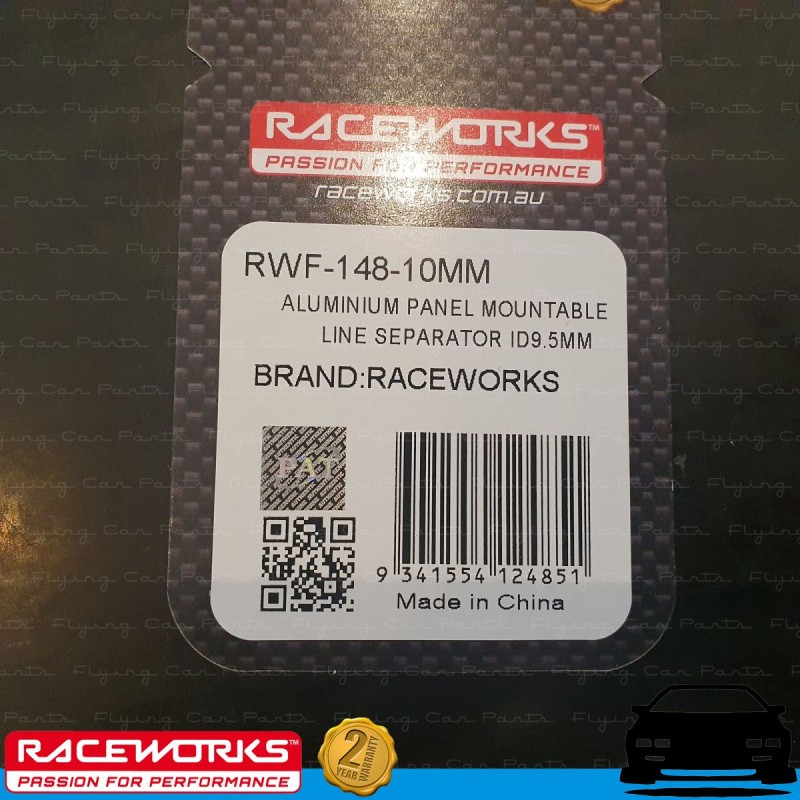 RACEWORKS™
PASSION FOR PERFORMANCE
raceworks.com.au
RWF-148-10MM
ALUMINIUM PANEL MOUNTABLE
LINE SEPARATOR ID9.5MM
BRAND:RACEWORKS
PAT
9 341554 124851
Made in China
Flying Car Parts
RACEWORKS™
PASSION FOR PERFORMANCE
2
YEAR WARRANTY